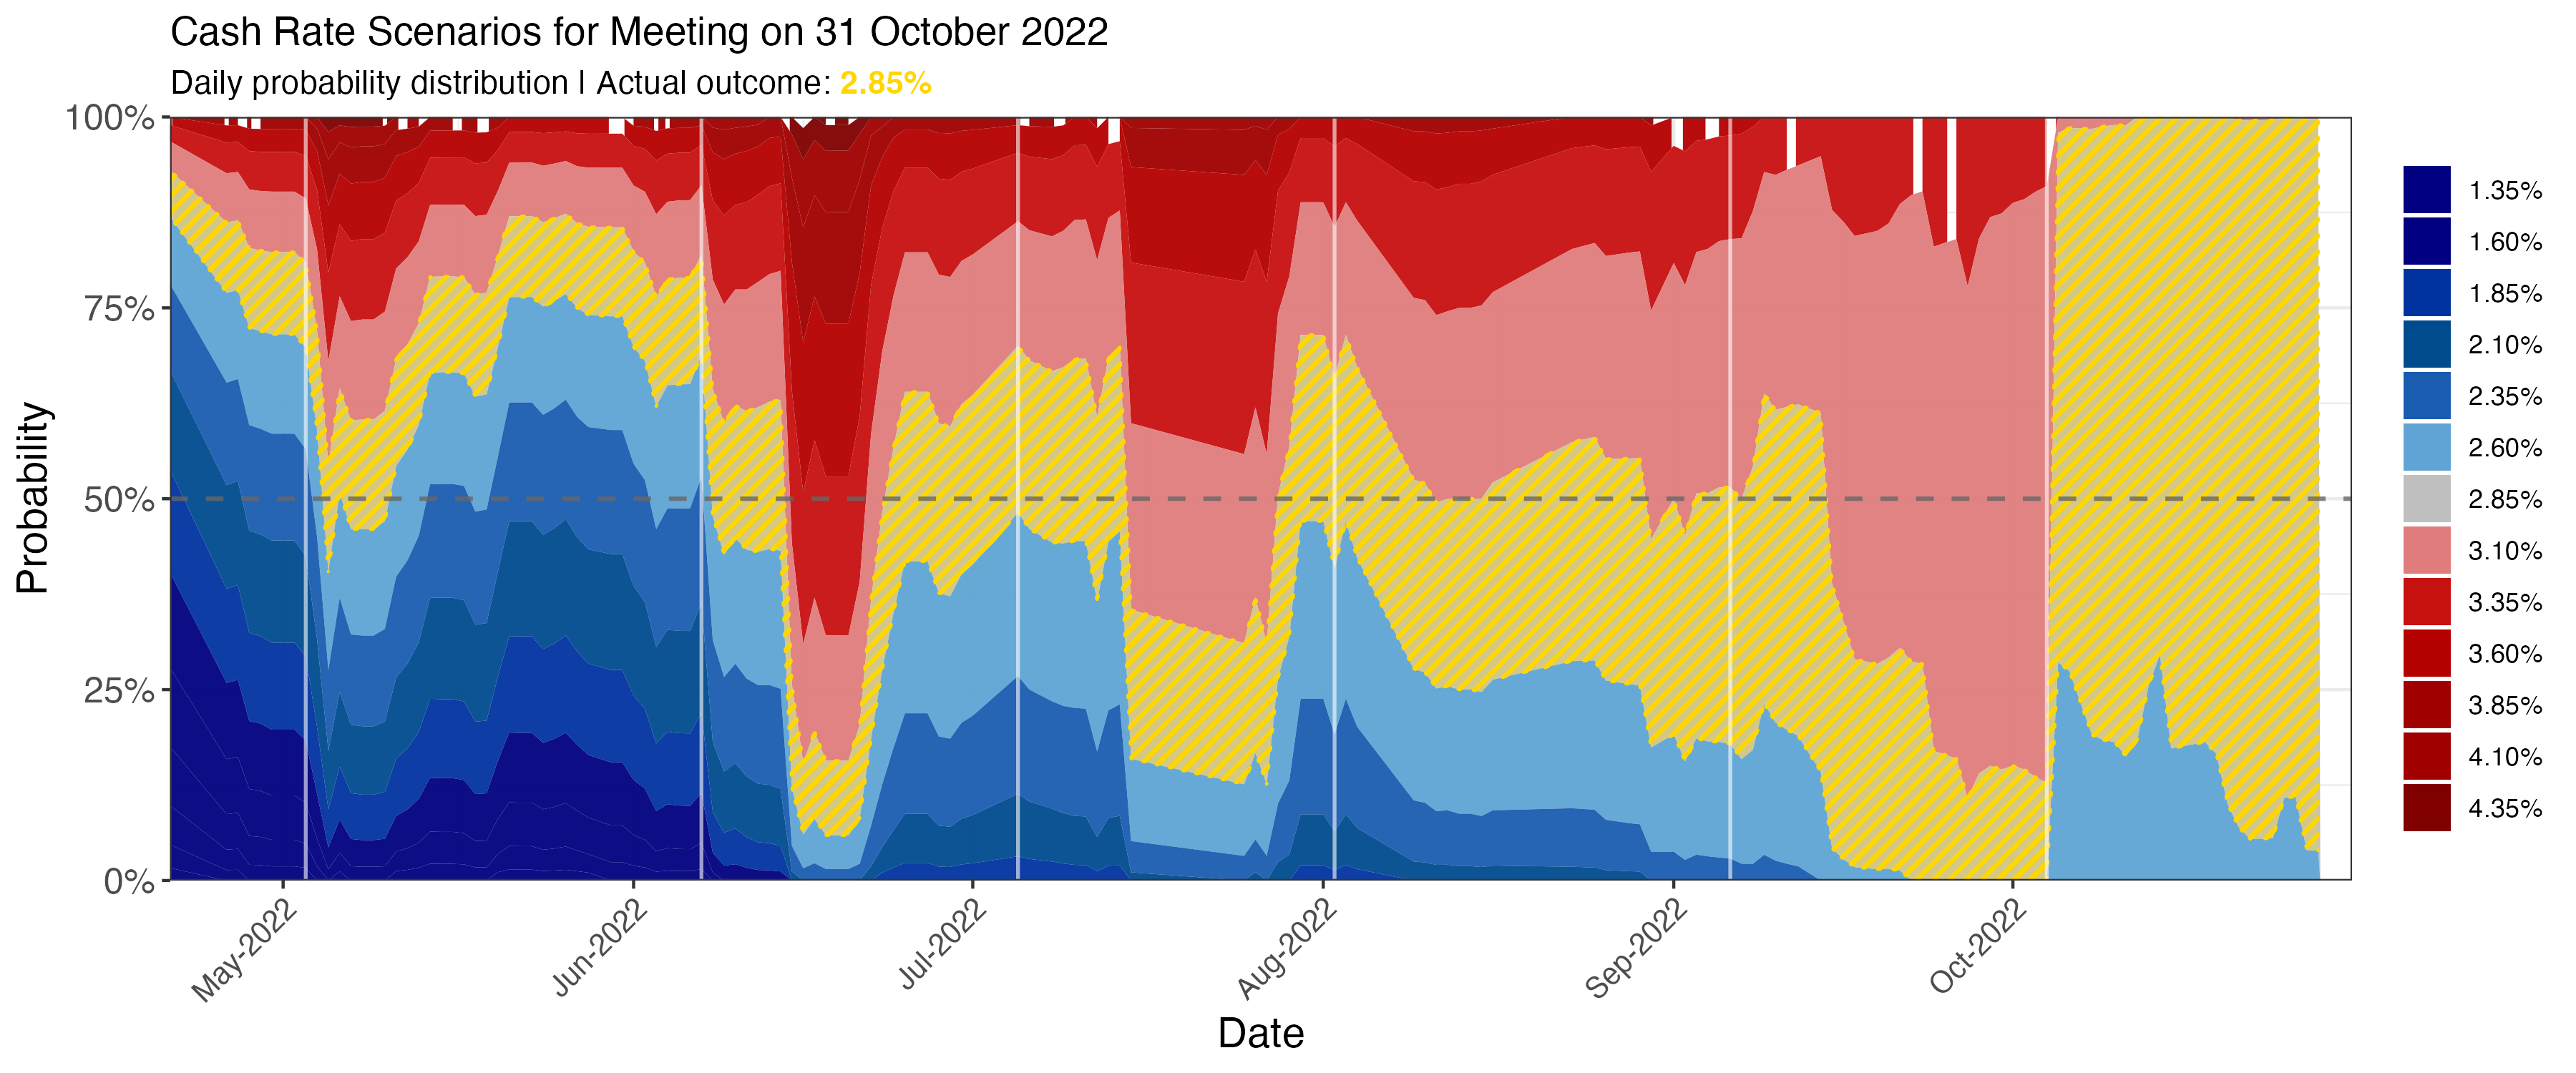 Cash Rate Scenarios for Meeting on 31 October 2022
Daily probability distribution | Actual outcome: 2.85%
Probability
100%
75%
50%
25%
0%
May-2022
Jun-2022
Jul-2022
Aug-2022
Sep-2022
Oct-2022
Date
1.35%
1.60%
1.85%
2.10%
2.35%
2.60%
2.85%
3.10%
3.35%
3.60%
3.85%
4.10%
4.35%